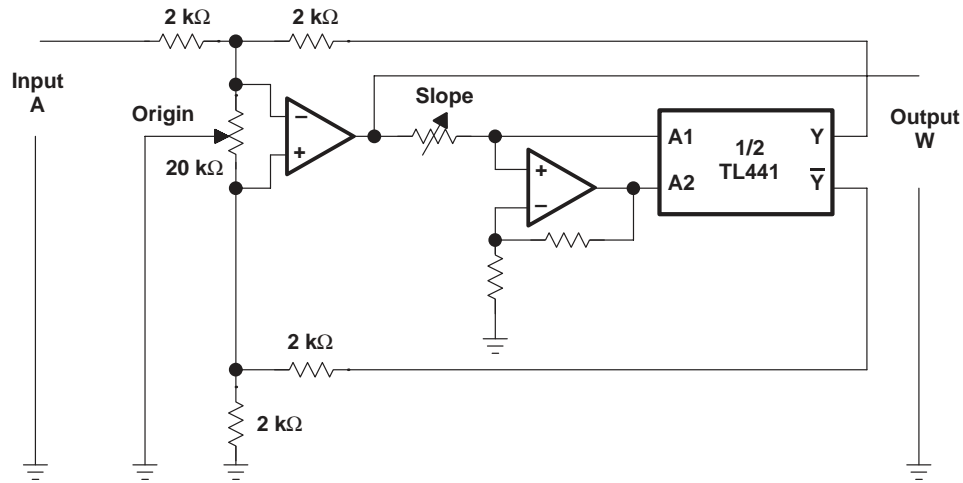 2 kΩ
2 kΩ
Input
A
Origin
20 kΩ
−
+
Slope
+
−
A1
A2
1/2
TL441
Y
Y̅
Output
W
2 kΩ
2 kΩ